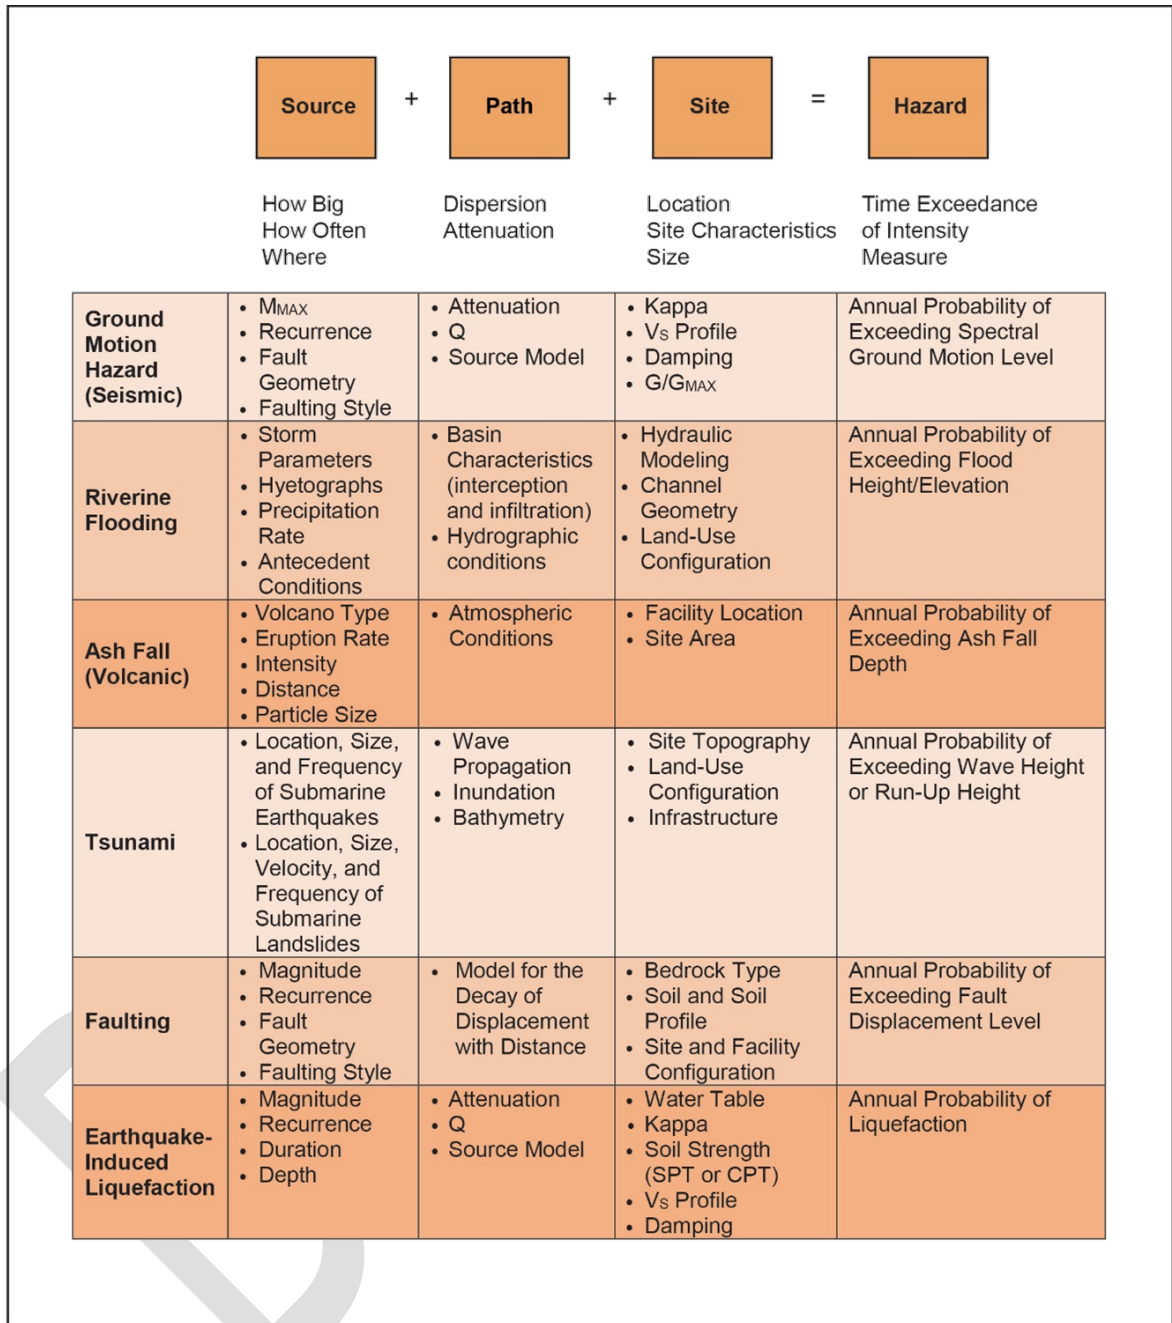 Source + Path + Site = Hazard
How Big
How Often
Where
Dispersion
Attenuation
Location
Site Characteristics
Size
Time Exceedance
of Intensity
Measure
Ground
Motion
Hazard
(Seismic)
• MMAX
• Recurrence
• Fault
Geometry
• Faulting Style
• Attenuation
• Q
• Source Model
• Kappa
• VS Profile
• Damping
• G/GMAX
Annual Probability of
Exceeding Spectral
Ground Motion Level
Riverine
Flooding
• Storm
Parameters
• Hyetographs
• Precipitation
Rate
• Antecedent
Conditions
• Basin
Characteristics
(interception
and infiltration)
• Hydrographic
conditions
• Hydraulic
Modeling
• Channel
Geometry
• Land-Use
Configuration
Annual Probability of
Exceeding Flood
Height/Elevation
Ash Fall
(Volcanic)
• Volcano Type
• Eruption Rate
• Intensity
• Distance
• Particle Size
• Atmospheric
Conditions
• Facility Location
• Site Area
Annual Probability of
Exceeding Ash Fall
Depth
Tsunami
• Location, Size,
and Frequency
of Submarine
Earthquakes
• Location, Size,
Velocity, and
Frequency of
Submarine
Landslides
• Wave
Propagation
• Inundation
• Bathymetry
• Site Topography
• Land-Use
Configuration
• Infrastructure
Annual Probability of
Exceeding Wave Height
or Run-Up Height
Faulting
• Magnitude
• Recurrence
• Fault
Geometry
• Faulting Style
• Model for the
Decay of
Displacement
with Distance
• Bedrock Type
• Soil and Soil
Profile
• Site and Facility
Configuration
Annual Probability of
Exceeding Fault
Displacement Level
Earthquake-
Induced
Liquefaction
• Magnitude
• Recurrence
• Duration
• Depth
• Attenuation
• Q
• Source Model
• Water Table
• Kappa
• Soil Strength
(SPT or CPT)
• VS Profile
• Damping
Annual Probability of
Liquefaction